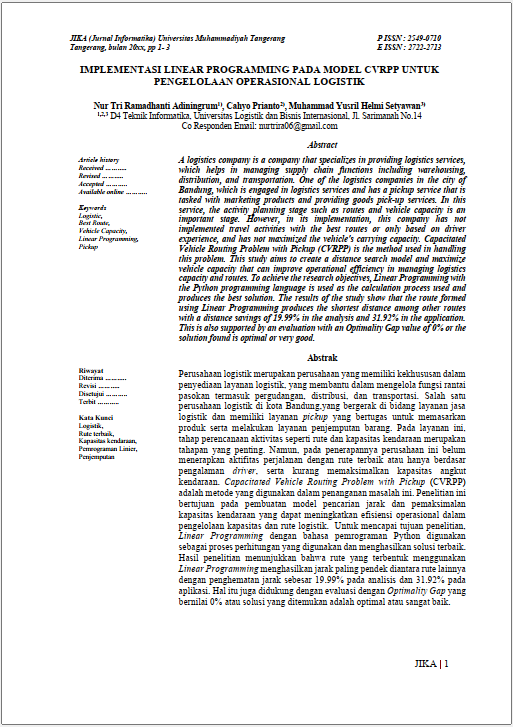 JIKA (Jurnal Informatika) Universitas Muhammadiyah Tangerang P ISSN : 2549-0710
Tangerang, bulan 20xx, pp 1- 3 E ISSN : 2722-2713
IMPLEMENTASI LINEAR PROGRAMMING PADA MODEL CVRPP UNTUK
PENGELOLAAN OPERASIONAL LOGISTIK
Nur Tri Ramadhanti Adiningrum¹⁾, Cahyo Prianto²⁾, Muhammad Yusril Helmi Setyawan³⁾
¹,²,³ D4 Teknik Informatika, Universitas Logistik dan Bisnis Internasional, Jl. Sarimanah No.14
Co Responden Email: nurtrira06@gmail.com
Abstract
Article history
Received ...........
Revised ...........
Accepted ...........
Available online ...........
Keywords
Logistic,
Best Route,
Vehicle Capacity,
Linear Programming,
Pickup
A logistics company is a company that specializes in providing logistics services,
which helps in managing supply chain functions including warehousing,
distribution, and transportation. One of the logistics companies in the city of
Bandung, which is engaged in logistics services and has a pickup service that is
tasked with marketing products and providing goods pick-up services. In this
service, the activity planning stage such as routes and vehicle capacity is an
important stage. However, in its implementation, this company has not
implemented travel activities with the best routes or only based on driver
experience, and has not maximized the vehicle's carrying capacity. Capacitated
Vehicle Routing Problem with Pickup (CVRPP) is the method used in handling
this problem. This study aims to create a distance search model and maximize
vehicle capacity that can improve operational efficiency in managing logistics
capacity and routes. To achieve the research objectives, Linear Programming with
the Python programming language is used as the calculation process used and
produces the best solution. The results of the study show that the route formed
using Linear Programming produces the shortest distance among other routes
with a distance savings of 19.99% in the analysis and 31.92% in the application.
This is also supported by an evaluation with an Optimality Gap value of 0% or the
solution found is optimal or very good.
Abstrak
Riwayat
Diterima ...........
Revisi ...........
Disetujui ...........
Terbit ...........
Kata Kunci
Logistik,
Rute terbaik,
Kapasitas kendaraan,
Pemrograman Linier,
Penjemputan
Perusahaan logistik merupakan perusahaan yang memiliki kekhususan dalam
penyediaan layanan logistik, yang membantu dalam mengelola fungsi rantai
pasokan termasuk pergudangan, distribusi, dan transportasi. Salah satu
perusahaan logistik di kota Bandung,yang bergerak di bidang layanan jasa
logistik dan memiliki layanan pickup yang bertugas untuk memasarkan
produk serta melakukan layanan penjemputan barang. Pada layanan ini,
tahap perencanaan aktivitas seperti rute dan kapasitas kendaraan merupakan
tahapan yang penting. Namun, pada penerapannya perusahaan ini belum
menerapkan aktifitas perjalanan dengan rute terbaik atau hanya berdasar
pengalaman driver, serta kurang memaksimalkan kapasitas angkut
kendaraan. Capacitated Vehicle Routing Problem with Pickup (CVRPP)
adalah metode yang digunakan dalam penanganan masalah ini. Penelitian ini
bertujuan pada pembuatan model pencarian jarak dan pemaksimalan
kapasitas kendaraan yang dapat meningkatkan efisiensi operasional dalam
pengelolaan kapasitas dan rute logistik. Untuk mencapai tujuan penelitian,
Linear Programming dengan bahasa pemrograman Python digunakan
sebagai proses perhitungan yang digunakan dan menghasilkan solusi terbaik.
Hasil penelitian menunjukkan bahwa rute yang terbentuk menggunakan
Linear Programming menghasilkan jarak paling pendek diantara rute lainnya
dengan penghematan jarak sebesar 19.99% pada analisis dan 31.92% pada
aplikasi. Hal itu juga didukung dengan evaluasi dengan Optimality Gap yang
bernilai 0% atau solusi yang ditemukan adalah optimal atau sangat baik.
JIKA | 1